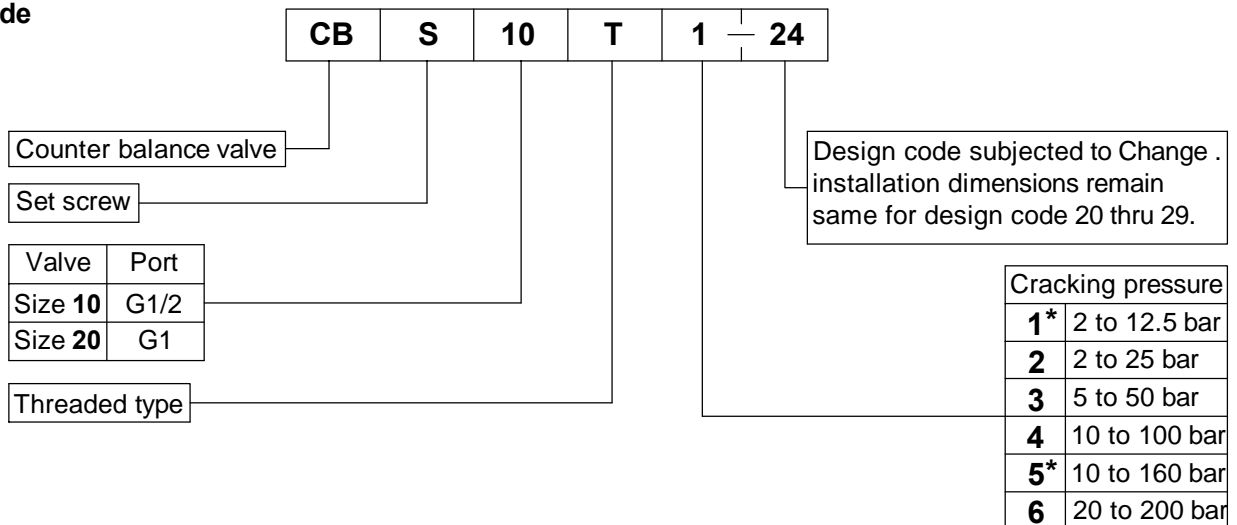 de
CB S 10 T 1 — 24
Counter balance valve
Set screw
Valve Port
Size 10 G1/2
Size 20 G1
Threaded type
Design code subjected to Change .
installation dimensions remain
same for design code 20 thru 29.
Cracking pressure
1* 2 to 12.5 bar
2 2 to 25 bar
3 5 to 50 bar
4 10 to 100 bar
5* 10 to 160 bar
6 20 to 200 bar